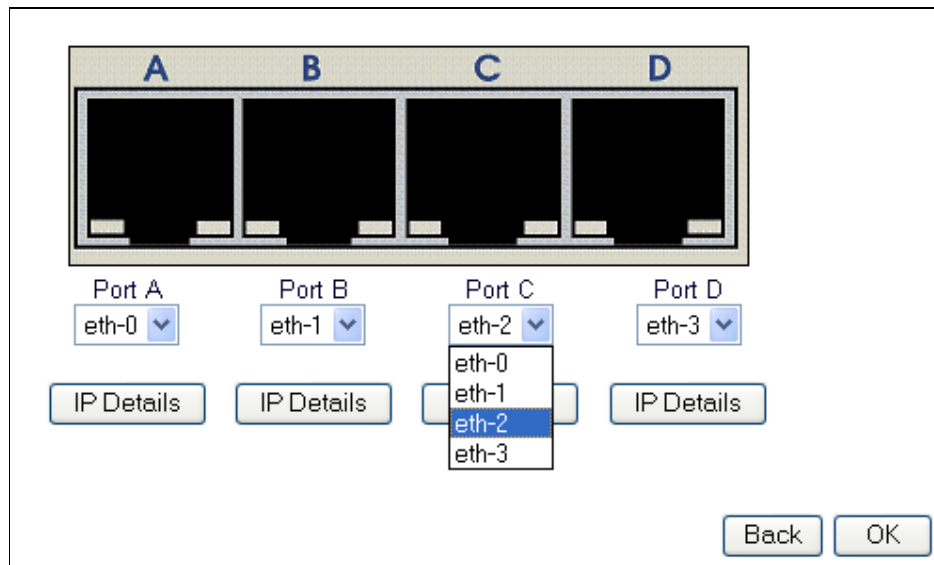 A B C D
Port A Port B Port C Port D
eth-0 eth-1 eth-2 eth-3
eth-0
IP Details IP Details IP Details
eth-1
eth-2
eth-3
Back OK